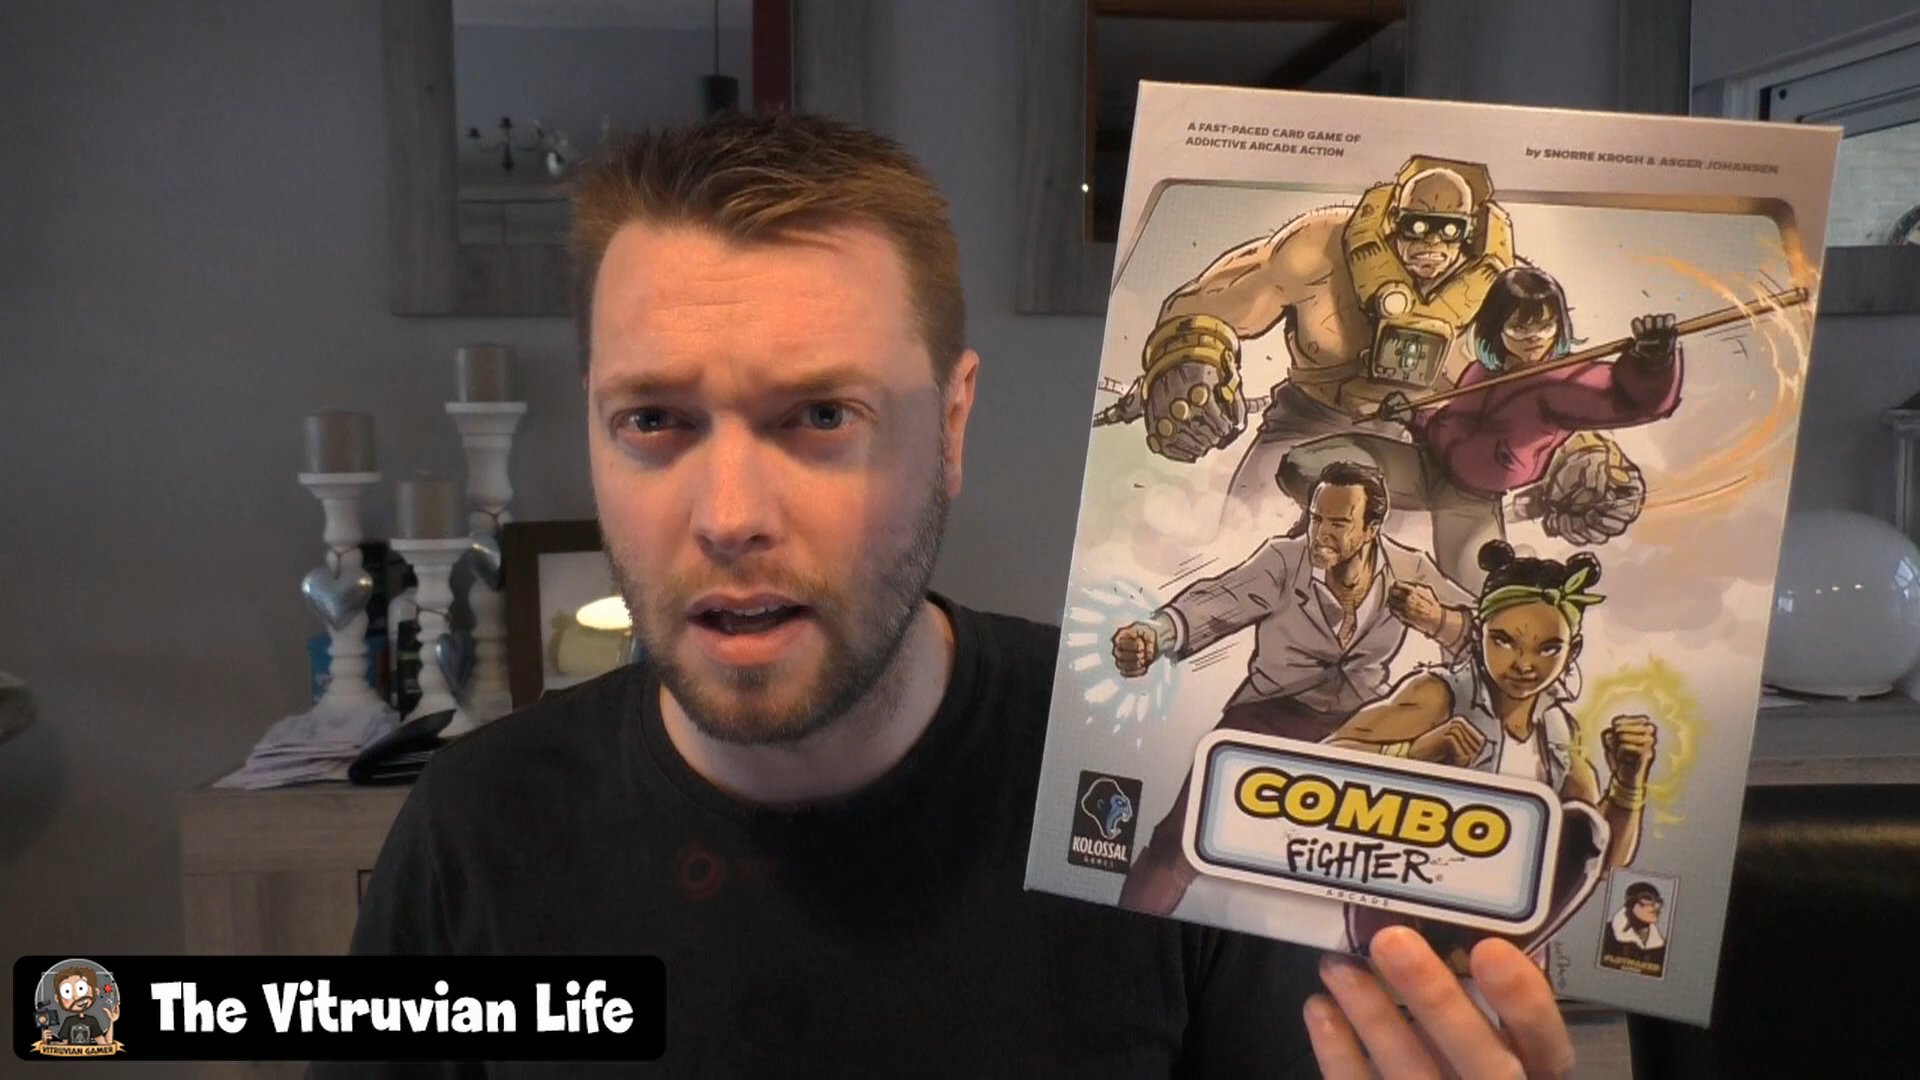 A FAST-PACED CARD GAME OF
ADDICTIVE ARCADE ACTION
by SNORRE KROGH & ASGER JOHANSEN
COMBO
FiGHTER
ARCADE
KOLOSSAL
GAMES
PLOTMAKER
VITRUVIAN GAMER
The Vitruvian Life